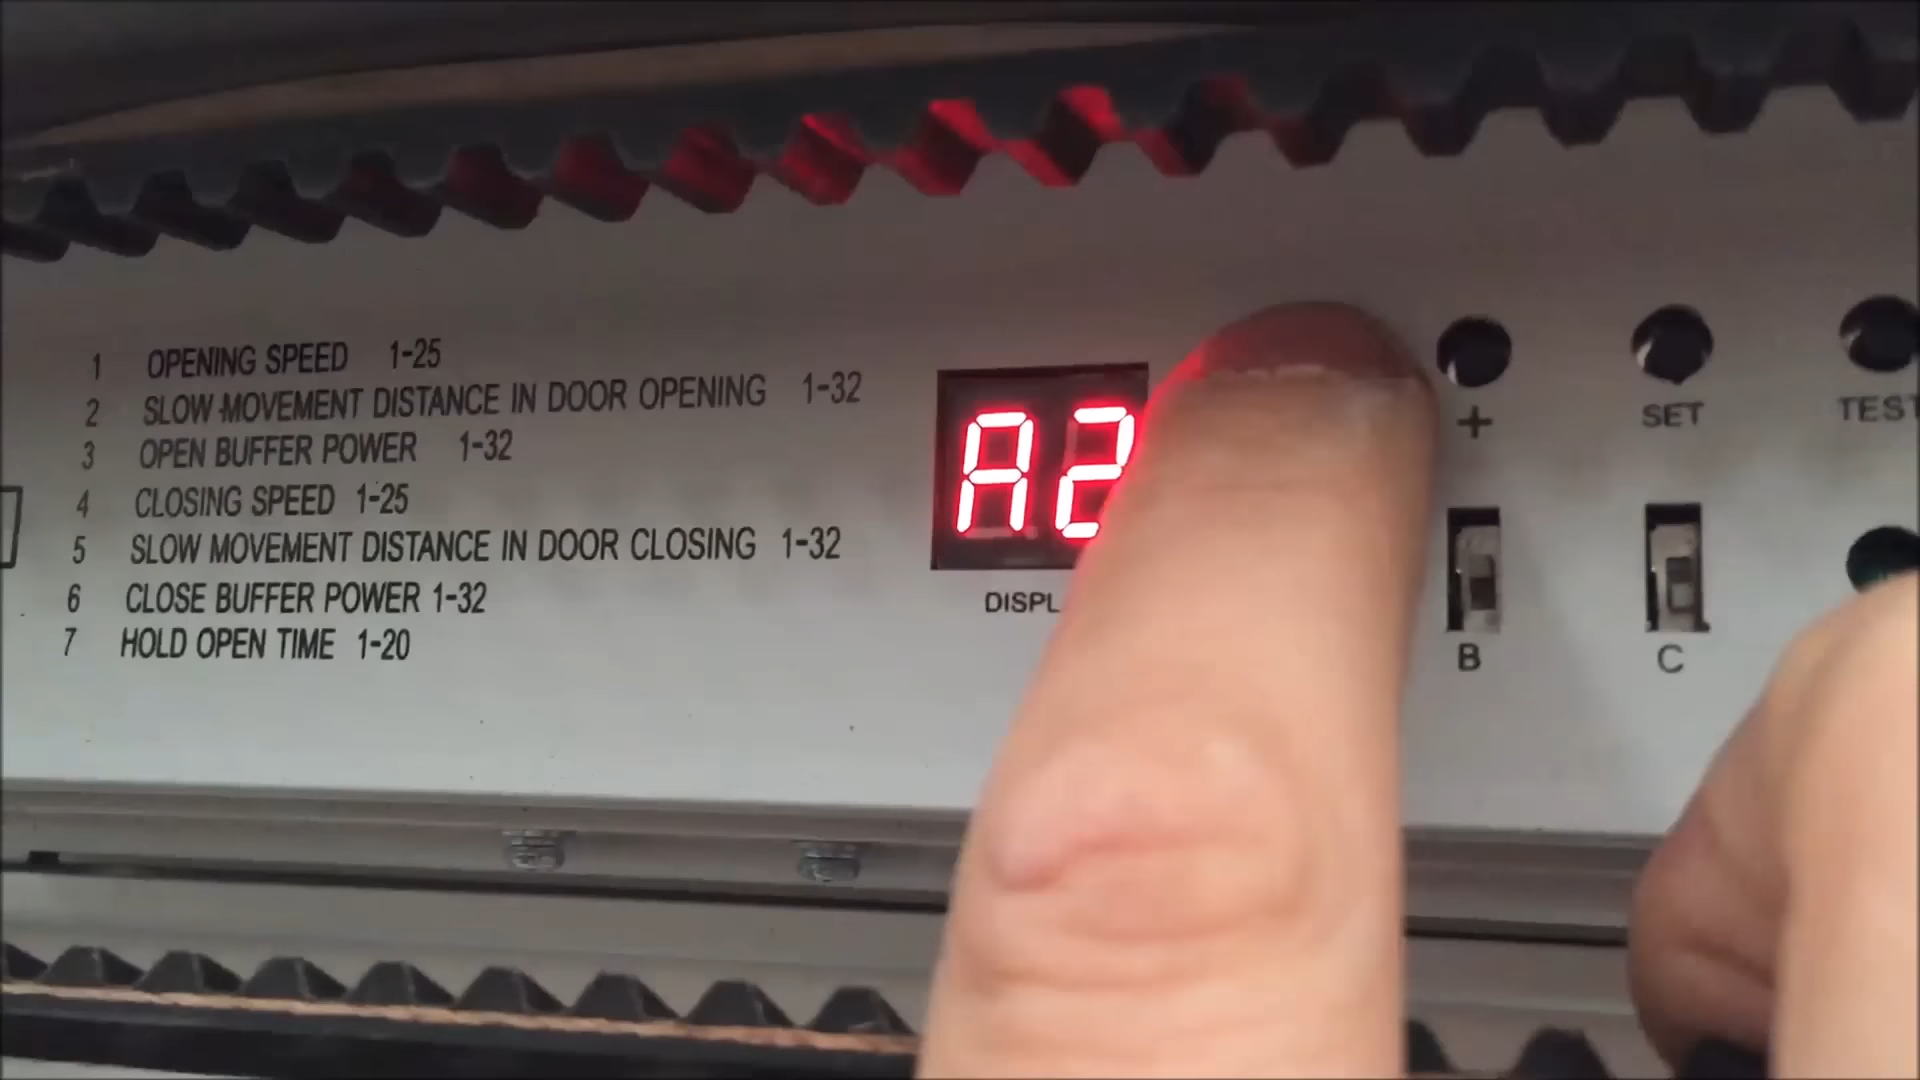 1 OPENING SPEED 1-25
2 SLOW MOVEMENT DISTANCE IN DOOR OPENING 1-32
3 OPEN BUFFER POWER 1-32
4 CLOSING SPEED 1-25
5 SLOW MOVEMENT DISTANCE IN DOOR CLOSING 1-32
6 CLOSE BUFFER POWER 1-32
7 HOLD OPEN TIME 1-20
A2
DISPL
+
SET
TEST
B
C